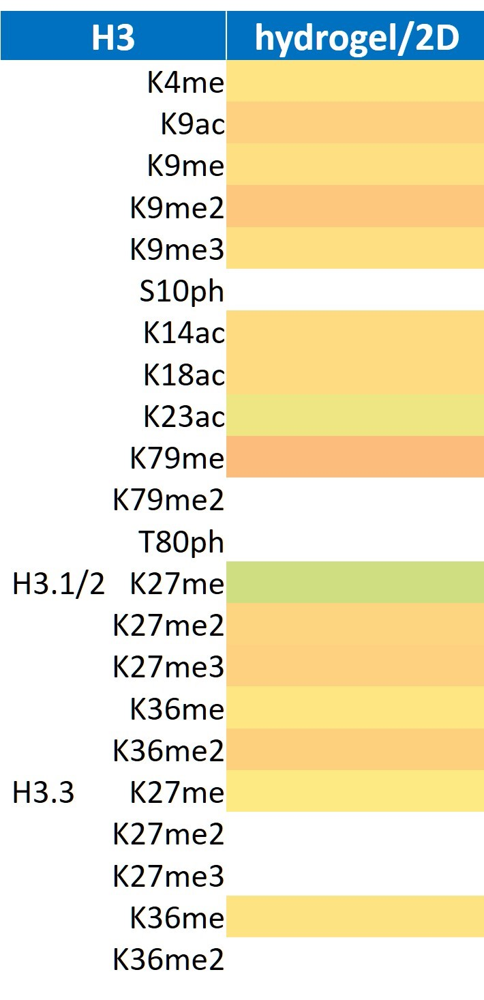 H3 hydrogel/2D
K4me
K9ac
K9me
K9me2
K9me3
S10ph
K14ac
K18ac
K23ac
K79me
K79me2
T80ph
H3.1/2 K27me
K27me2
K27me3
K36me
K36me2
H3.3 K27me
K27me2
K27me3
K36me
K36me2